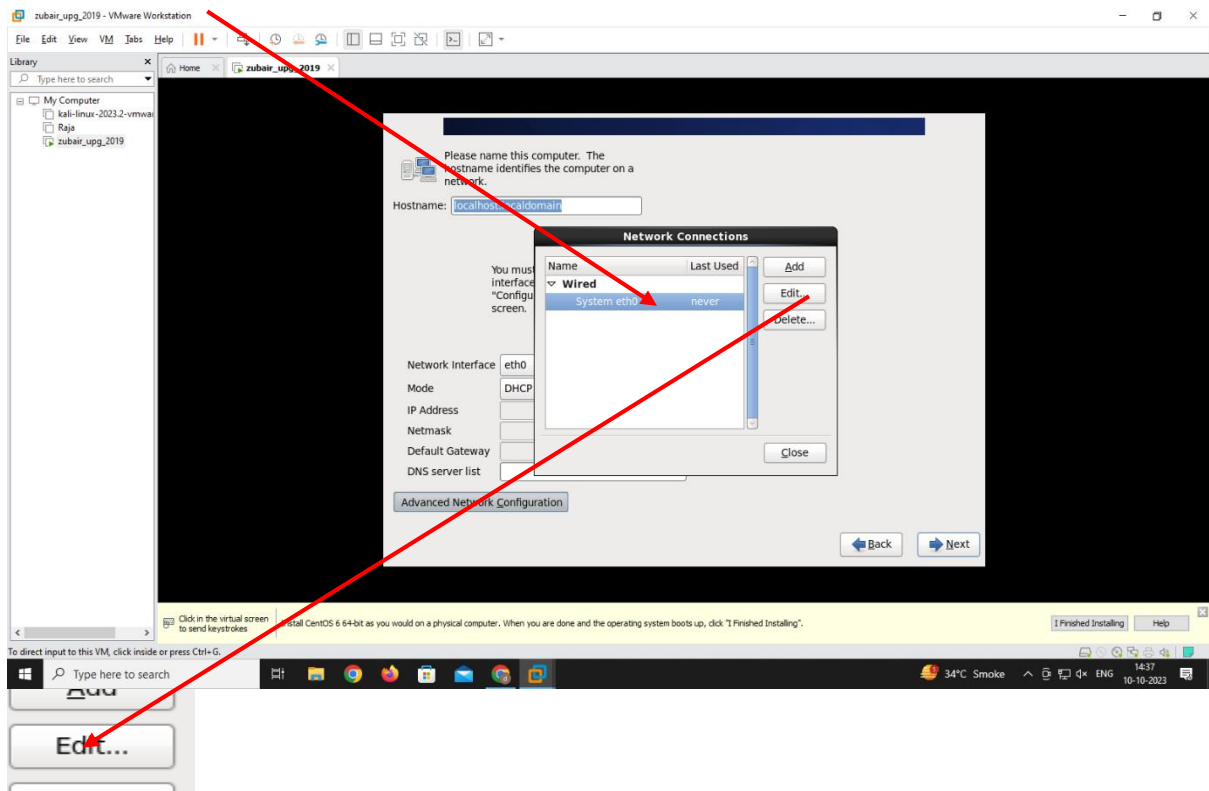 zubair_upg_2019 - VMware Workstation
File Edit View VM Tabs Help
Library
Home
zubair_upg_2019
Type here to search
My Computer
kali-linux-2023.2-vmwa
Raja
zubair_upg_2019
Please name this computer. The
hostname identifies the computer on a
network.
Hostname: localhost.localdomain
You must
interface
"Configu
screen.
Network Connections
Name Last Used
Wired
System eth0 never
Add
Edit...
Delete...
Close
Network Interface eth0
Mode DHCP
IP Address
Netmask
Default Gateway
DNS server list
Advanced Network Configuration
Back Next
Click in the virtual screen
to send keystrokes
Install CentOS 6 64-bit as you would on a physical computer. When you are done and the operating system boots up, click "I Finished Installing".
I Finished Installing Help
To direct input to this VM, click inside or press Ctrl+G.
Type here to search
34°C Smoke
ENG
14:37
10-10-2023
Add
Edit...